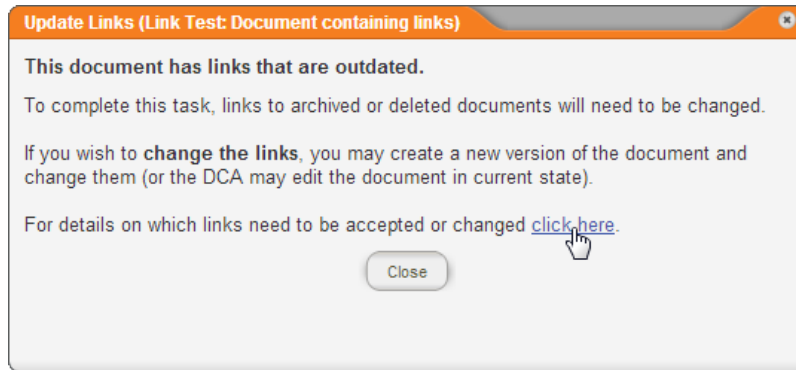 Update Links (Link Test: Document containing links)
This document has links that are outdated.
To complete this task, links to archived or deleted documents will need to be changed.
If you wish to change the links, you may create a new version of the document and
change them (or the DCA may edit the document in current state).
For details on which links need to be accepted or changed click here.
Close